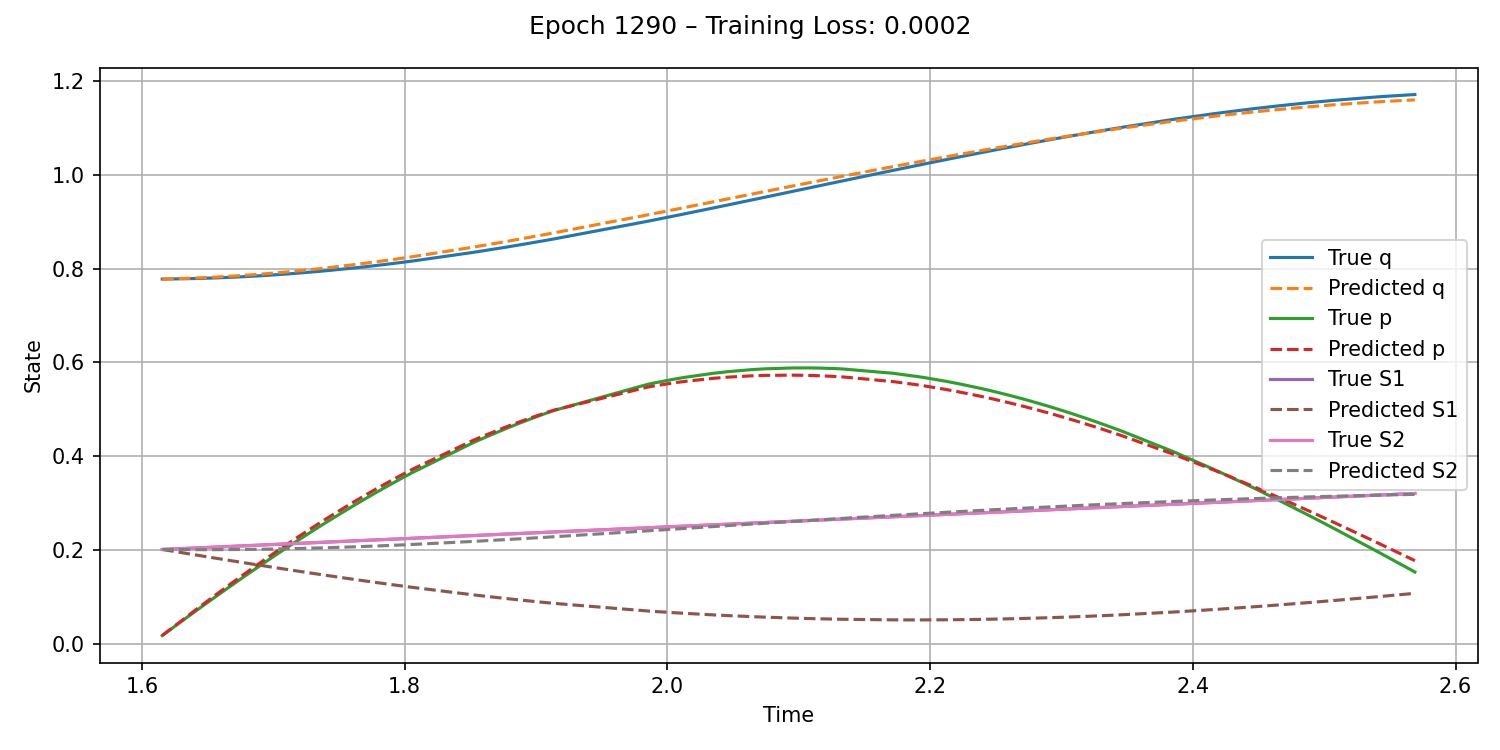 Epoch 1290 – Training Loss: 0.0002
1.2
1.0
0.8
0.6
0.4
0.2
0.0
State
True q
Predicted q
True p
Predicted p
True S1
Predicted S1
True S2
Predicted S2
1.6 1.8 2.0 2.2 2.4 2.6
Time